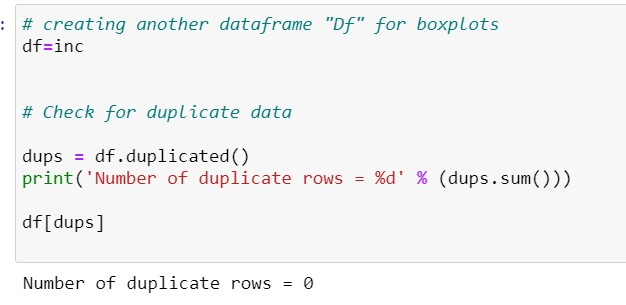 : # creating another dataframe "Df" for boxplots
df=inc
# Check for duplicate data
dups = df.duplicated()
print('Number of duplicate rows = %d' % (dups.sum()))
df[dups]
Number of duplicate rows = 0